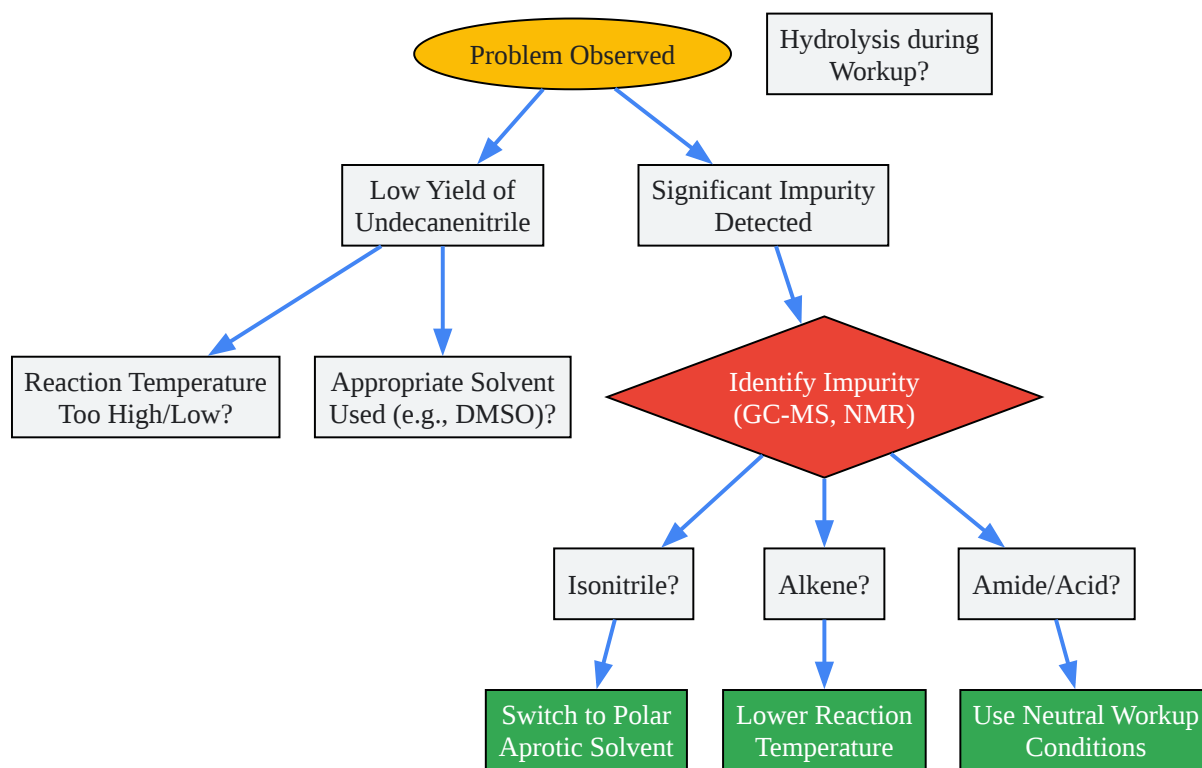 Problem Observed
Hydrolysis during
Workup?
Low Yield of
Undecanenitrile
Significant Impurity
Detected
Reaction Temperature
Too High/Low?
Appropriate Solvent
Used (e.g., DMSO)?
Identify Impurity
(GC-MS, NMR)
Isonitrile?
Alkene?
Amide/Acid?
Switch to Polar
Aprotic Solvent
Lower Reaction
Temperature
Use Neutral Workup
Conditions